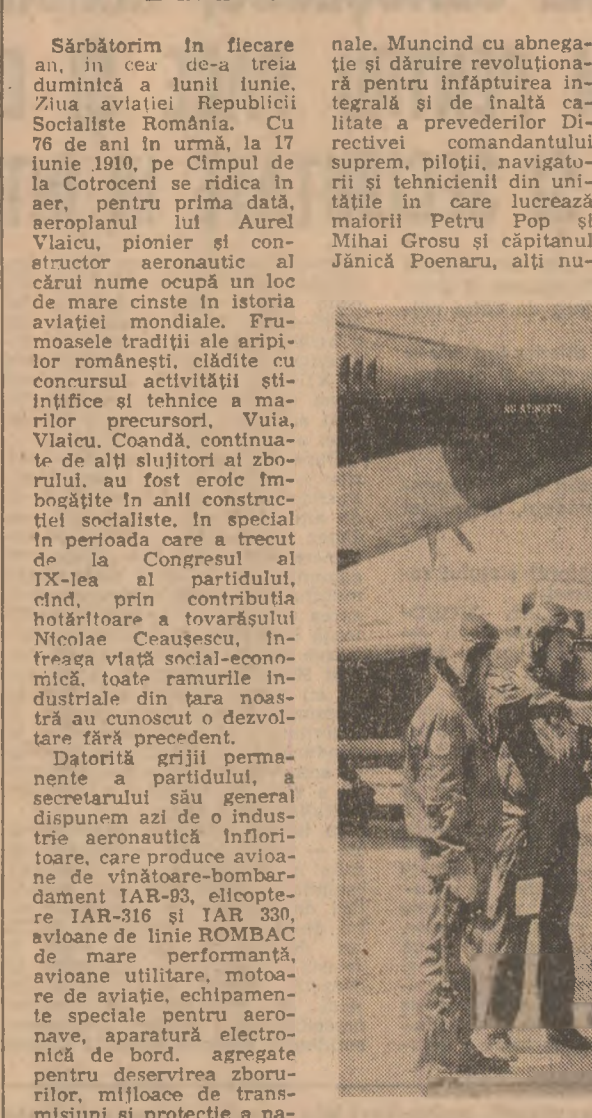 Sărbătorim în fiecare
an, în cea de-a treia
duminică a lunii iunie.
Ziua aviației Republicii
Socialiste România. Cu
76 de ani în urmă, la 17
iunie 1910, pe Cîmpul de
la Cotroceni se ridica în
aer, pentru prima dată,
aeroplanul lui Aurel
Vlaicu, pionier și con-
structor aeronautic al
cărui nume ocupă un loc
de mare cinste în istoria
aviației mondiale. Fru-
moasele tradiții ale aripi-
lor românești, clădite cu
concursul activității ști-
ințifice și tehnice a ma-
rilor precursori, Vuia,
Vlaicu. Coandă, continua-
te de alți slujitori ai zbo-
rului, au fost eroic îm-
bogățite în anii construc-
ției socialiste, în special
în perioada care a trecut
de la Congresul al
IX-lea al partidului,
cînd, prin contribuția
hotărîtoare a tovarășului
Nicolae Ceaușescu, în-
treaga viață social-econo-
mică, toate ramurile in-
dustriale din țara noas-
tră au cunoscut o dezvol-
tare fără precedent.
Datorită grijii perma-
nente a partidului, a
secretarului său general
dispunem azi de o indus-
trie aeronautică înflori-
toare, care produce avioa-
ne de vînătoare-bombar-
dament IAR-93, elicopte-
re IAR-316 și IAR 330,
avioane de linie ROMBAC
de mare performanță,
avioane utilitare, motoa-
re de aviație, echipamen-
te speciale pentru aero-
nave, aparatură electro-
nică de bord. agregate
pentru deservirea zboru-
rilor, mijloace de trans-
misiuni și protecție a na-
nale. Muncind cu abnega-
ție și dăruire revoluționa-
ră pentru înfăptuirea in-
tegrală și de înaltă ca-
litate a prevederilor Di-
rectivei comandantului
suprem, piloții, navigato-
rii și tehnicienii din uni-
tățile în care lucrează
maiorii Petru Pop și
Mihai Grosu și căpitanul
Jănică Poenaru, alți nu-
NU ATINGEȚI